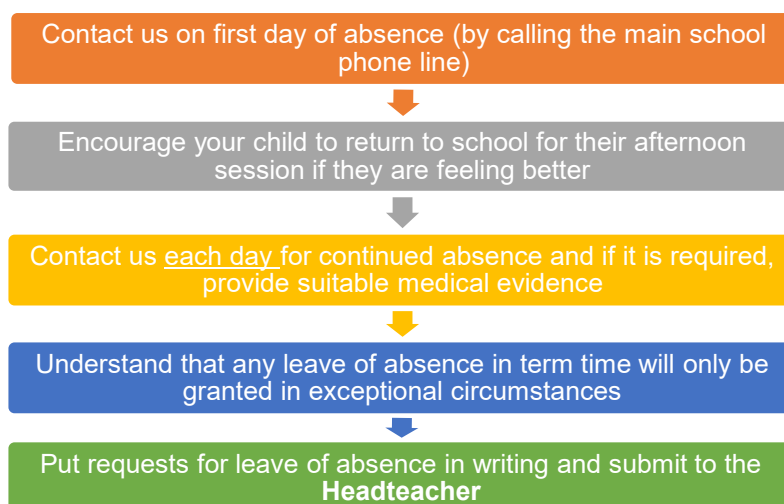 Contact us on first day of absence (by calling the main school
phone line)
Encourage your child to return to school for their afternoon
session if they are feeling better
Contact us each day for continued absence and if it is required,
provide suitable medical evidence
Understand that any leave of absence in term time will only be
granted in exceptional circumstances
Put requests for leave of absence in writing and submit to the
Headteacher